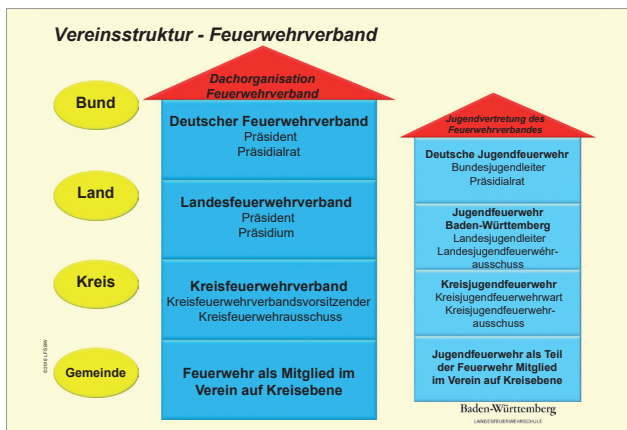 Vereinsstruktur - Feuerwehrverband
Bund
Land
Kreis
Gemeinde
Dachorganisation
Feuerwehrverband
Deutscher Feuerwehrverband
Präsident
Präsidialrat
Landesfeuerwehrverband
Präsident
Präsidium
Kreisfeuerwehrverband
Kreisfeuerwehrverbandsvorsitzender
Kreisfeuerwehrausschuss
Feuerwehr als Mitglied im
Verein auf Kreisebene
Jugendvertretung des
Feuerwehrverbandes
Deutsche Jugendfeuerwehr
Bundesjugendleiter
Präsidialrat
Jugendfeuerwehr
Baden-Württemberg
Landesjugendleiter
Landesjugendfeuerwehr-
ausschuss
Kreisjugendfeuerwehr
Kreisjugendfeuerwehrwart
Kreisjugendfeuerwehr-
ausschuss
Jugendfeuerwehr als Teil
der Feuerwehr Mitglied
im Verein auf Kreisebene
Baden-Württemberg
LANDESFEUERWEHRSCHULE
©2016 LFSBW